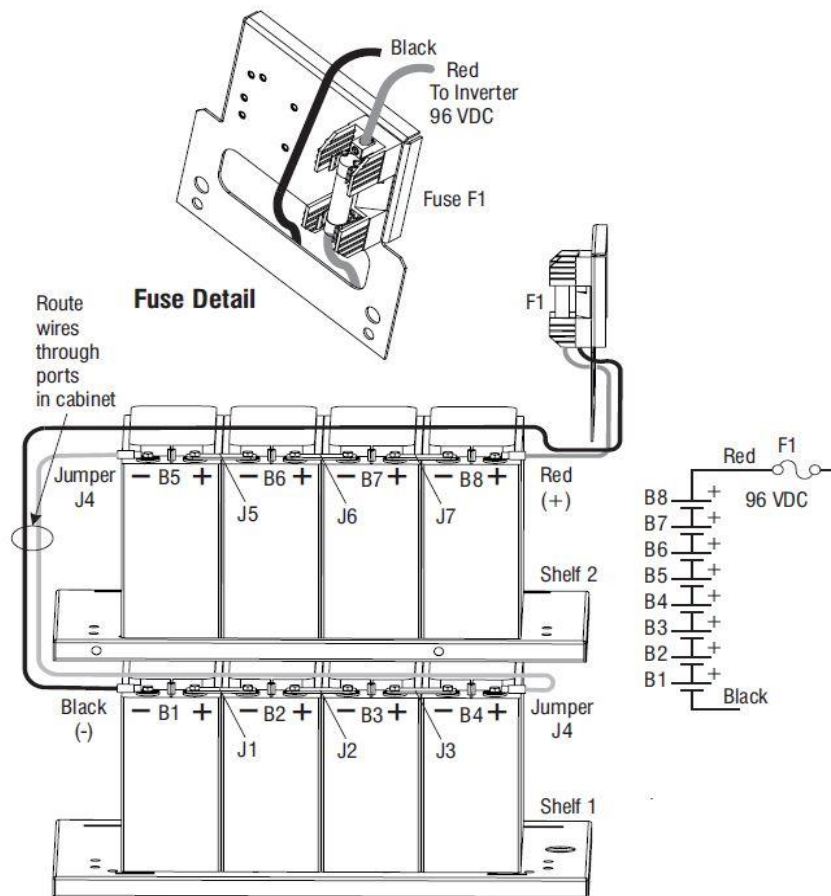 Black
Red
To Inverter
96 VDC
Fuse F1
Fuse Detail
Route
wires
through
ports
in cabinet
F1
Jumper
J4
− B5 +
− B6 +
− B7 +
− B8 +
Red
(+)
J5
J6
J7
Shelf 2
Black
(-)
− B1 +
− B2 +
− B3 +
− B4 +
Jumper
J4
J1
J2
J3
Shelf 1
Red
F1
96 VDC
B8 +
B7 +
B6 +
B5 +
B4 +
B3 +
B2 +
B1 +
Black